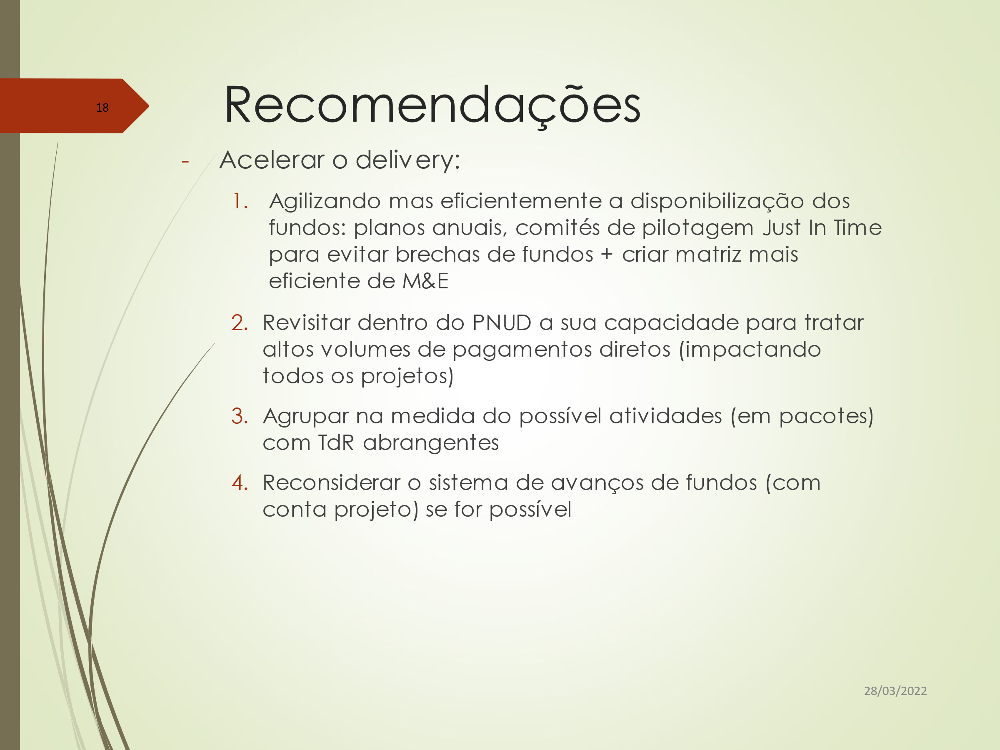 18
Recomendações
- Acelerar o delivery:
1. Agilizando mas eficientemente a disponibilização dos
fundos: planos anuais, comités de pilotagem Just In Time
para evitar brechas de fundos + criar matriz mais
eficiente de M&E
2. Revisitar dentro do PNUD a sua capacidade para tratar
altos volumes de pagamentos diretos (impactando
todos os projetos)
3. Agrupar na medida do possível atividades (em pacotes)
com TdR abrangentes
4. Reconsiderar o sistema de avanços de fundos (com
conta projeto) se for possível
28/03/2022